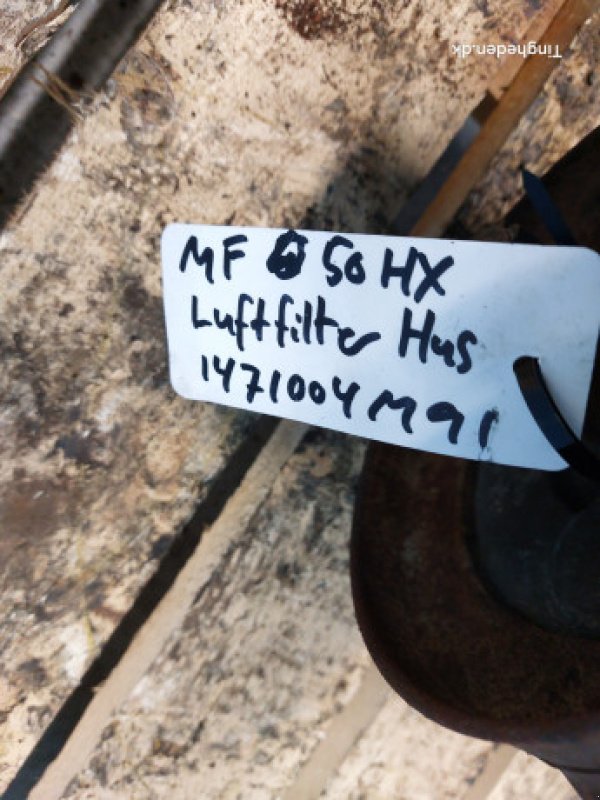 Tingheden.dk
MF 50 HX
Luftfilter Hus
1471004M91